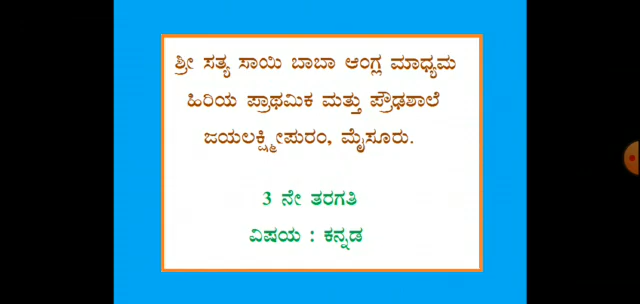 ಶ್ರೀ ಸತ್ಯ ಸಾಯಿ ಬಾಬಾ ಆಂಗ್ಲ ಮಾಧ್ಯಮ
ಹಿರಿಯ ಪ್ರಾಥಮಿಕ ಮತ್ತು ಪ್ರೌಢಶಾಲೆ
ಜಯಲಕ್ಷ್ಮೀಪುರಂ, ಮೈಸೂರು.
3 ನೇ ತರಗತಿ
ವಿಷಯ : ಕನ್ನಡ